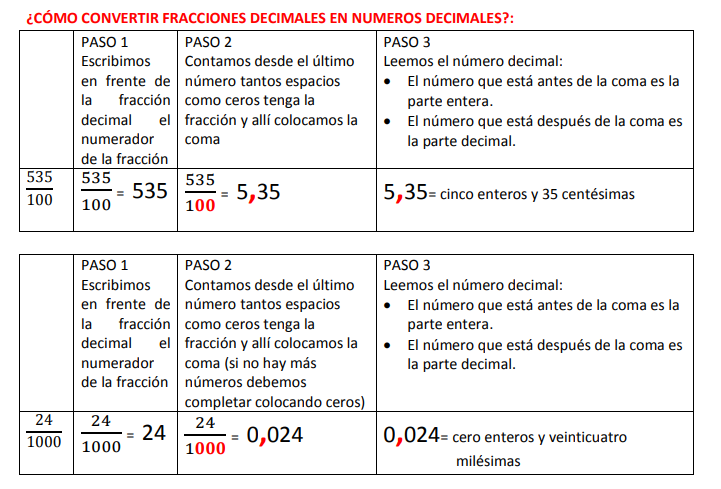 ¿CÓMO CONVERTIR FRACCIONES DECIMALES EN NUMEROS DECIMALES?:
PASO 1
Escribimos
en frente de
la fracción
decimal el
numerador
de la fracción
PASO 2
Contamos desde el último
número tantos espacios
como ceros tenga la
fracción y allí colocamos la
coma
PASO 3
Leemos el número decimal:
• El número que está antes de la coma es la
parte entera.
• El número que está después de la coma es
la parte decimal.
535/100
535/100 = 535
535/100 = 5,35
5,35= cinco enteros y 35 centésimas
PASO 1
Escribimos
en frente de
la fracción
decimal el
numerador
de la fracción
PASO 2
Contamos desde el último
número tantos espacios
como ceros tenga la
fracción y allí colocamos la
coma (si no hay más
números debemos
completar colocando ceros)
PASO 3
Leemos el número decimal:
• El número que está antes de la coma es la
parte entera.
• El número que está después de la coma es
la parte decimal.
24/1000
24/1000 = 24
24/1000 = 0,024
0,024= cero enteros y veinticuatro
milésimas